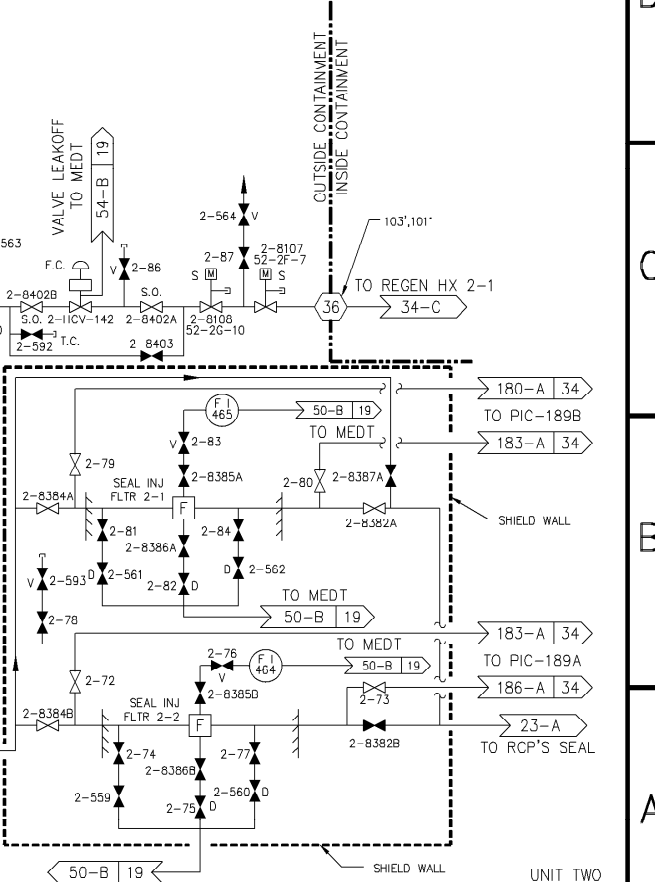 D
OUTSIDE CONTAINMENT
INSIDE CONTAINMENT
VALVE LEAKOFF
TO MEDT
54-B 19
2-564 V
563
F.C.
V 2-86
2-87
2-8107
52-2F-7
S M
M S
103',101'
C
2-8402B
S.O.
TO REGEN HX 2-1
36
34-C
S.O. 2-HCV-142
2-8402A
2-8108
52-2G-10
2-592 T.C.
2 8403
180-A 34
F I
465
50-B 19
TO PIC-189B
TO MEDT
183-A 34
V 2-83
2-79
SEAL INJ
FLTR 2-1
2-8385A
2-80
2-8387A
2-8384A
F
2-8382A
SHIELD WALL
2-81
2-84
2-8386A
B
V 2-593
D 2-561
2-82 D
D 2-562
TO MEDT
2-78
50-B 19
183-A 34
2-76
TO MEDT
V
F I
464
50-B 19
TO PIC-189A
2-72
2-8385B
186-A 34
SEAL INJ
FLTR 2-2
2-73
2-8384B
F
23-A
2-8382B
TO RCP'S SEAL
2-74
2-77
2-8386B
2-559
2-560 D
2-75 D
A
50-B 19
SHIELD WALL
UNIT TWO